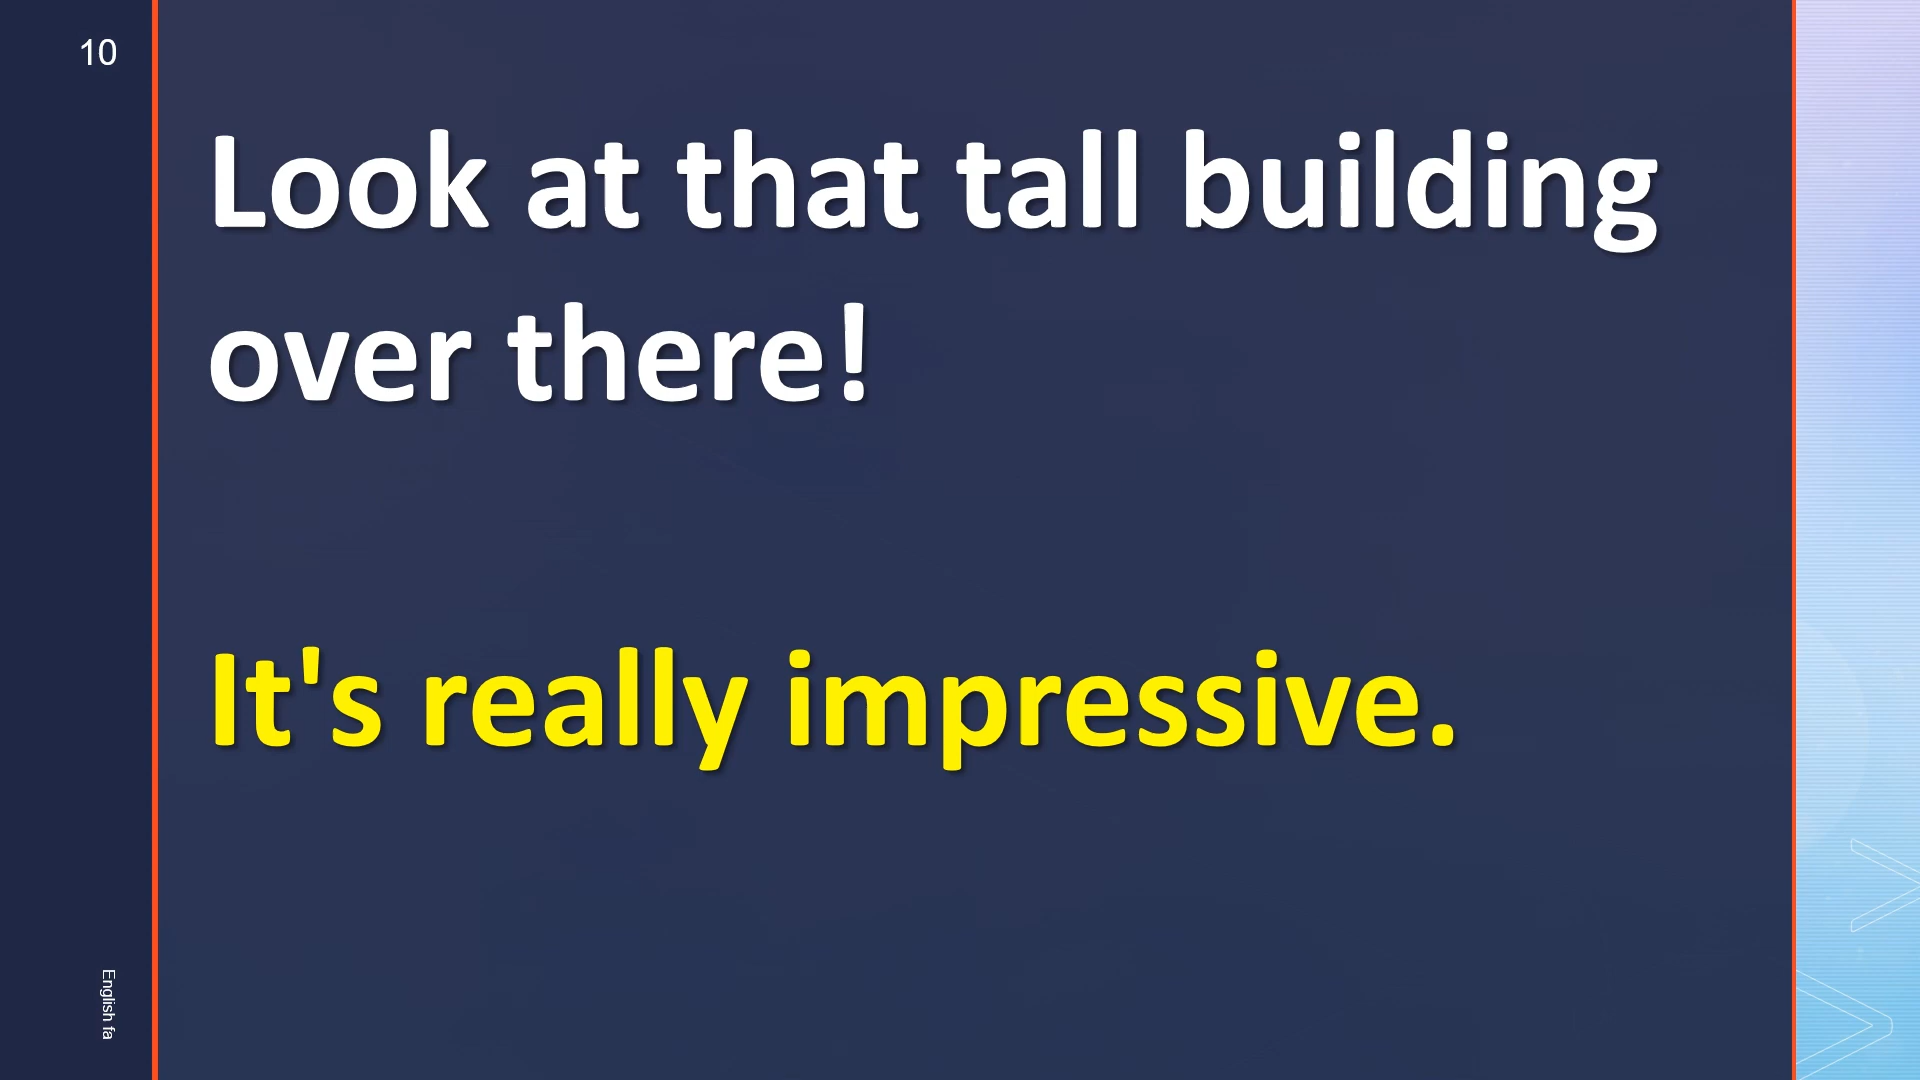 10
Look at that tall building
over there!
It's really impressive.
English fa